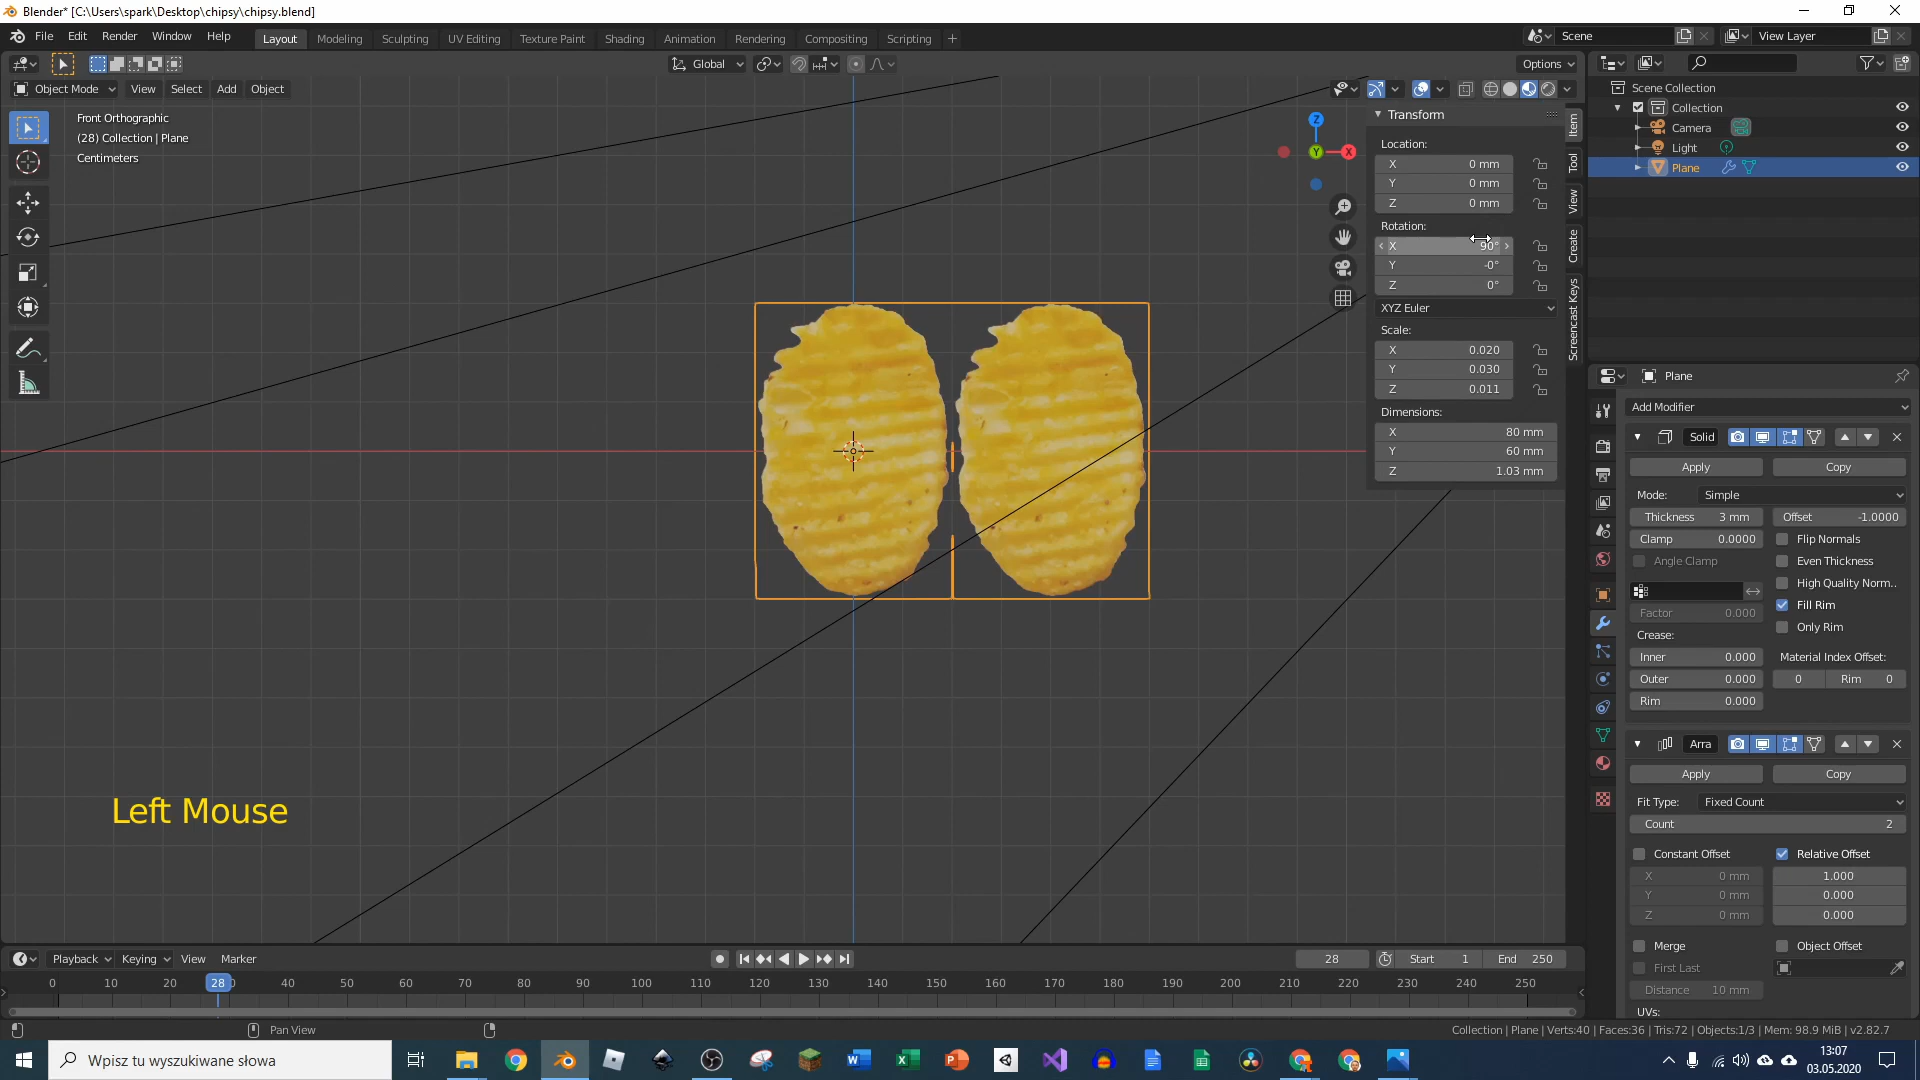 Blender* [C:\Users\spark\Desktop\chipsy\chipsy.blend]
File Edit Render Window Help
Layout Modeling Sculpting UV Editing Texture Paint Shading Animation Rendering Compositing Scripting +
Scene
View Layer
Global
Options
Object Mode View Select Add Object
Front Orthographic
(28) Collection | Plane
Centimeters
Z
Y
X
Transform
Location:
X 0 mm
Y 0 mm
Z 0 mm
Rotation:
X 90°
Y -0°
Z 0°
XYZ Euler
Scale:
X 0.020
Y 0.030
Z 0.011
Dimensions:
X 80 mm
Y 60 mm
Z 1.03 mm
Item
Tool
View
Create
Screencast Keys
Scene Collection
Collection
Camera
Light
Plane
Plane
Add Modifier
Solid
Apply Copy
Mode: Simple
Thickness 3 mm Offset -1.0000
Clamp 0.0000 Flip Normals
Angle Clamp Even Thickness
High Quality Norm..
Factor 0.000 Fill Rim
Crease: Only Rim
Inner 0.000 Material Index Offset:
Outer 0.000 0 Rim 0
Rim 0.000
Arra
Apply Copy
Fit Type: Fixed Count
Count 2
Constant Offset Relative Offset
X 0 mm 1.000
Y 0 mm 0.000
Z 0 mm 0.000
Merge Object Offset
First Last
Distance 10 mm
UVs:
Left Mouse
Playback Keying View Marker
28 Start 1 End 250
0 10 20 28 0 40 50 60 70 80 90 100 110 120 130 140 150 160 170 180 190 200 210 220 230 240 250
Pan View
Collection | Plane | Verts:40 | Faces:36 | Tris:72 | Objects:1/3 | Mem: 98.9 MiB | v2.82.7
Wpisz tu wyszukiwane słowa
13:07
03.05.2020